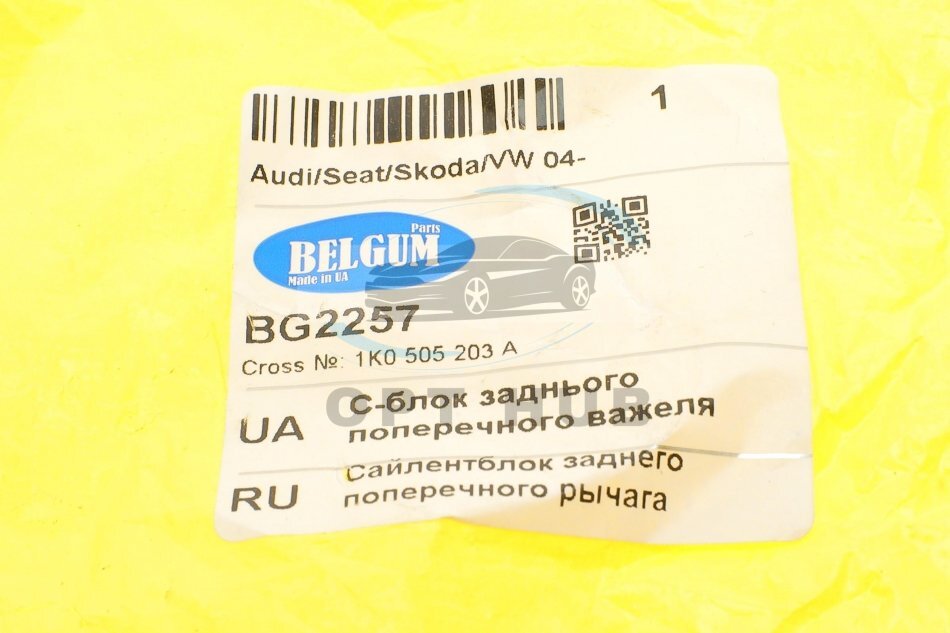 1
Audi/Seat/Skoda/VW 04-
Parts
BELGUM
Made in UA
BG2257
Cross №: 1K0 505 203 A
OPT HUB
UA
С-блок заднього
поперечного важеля
RU
Сайлентблок заднего
поперечного рычага